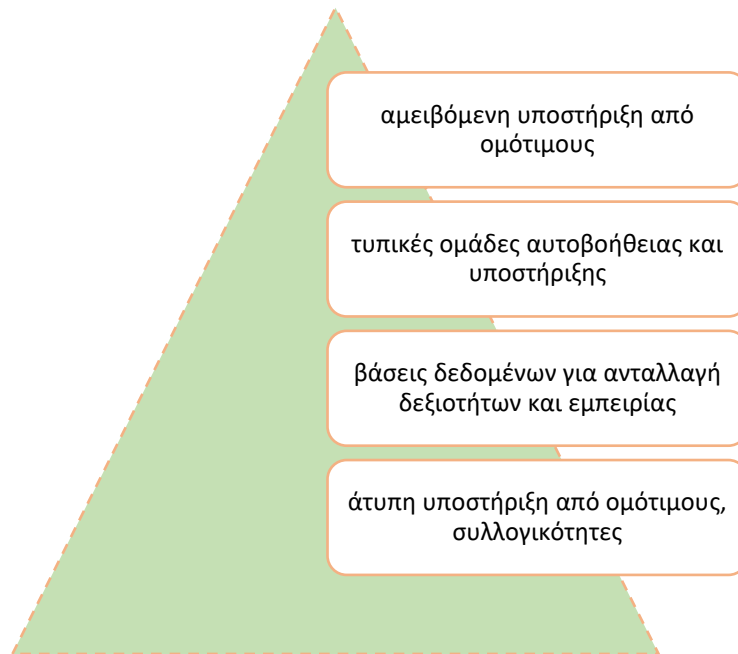 αμειβόμενη υποστήριξη από
ομότιμους
τυπικές ομάδες αυτοβοήθειας και
υποστήριξης
βάσεις δεδομένων για ανταλλαγή
δεξιοτήτων και εμπειρίας
άτυπη υποστήριξη από ομότιμους,
συλλογικότητες